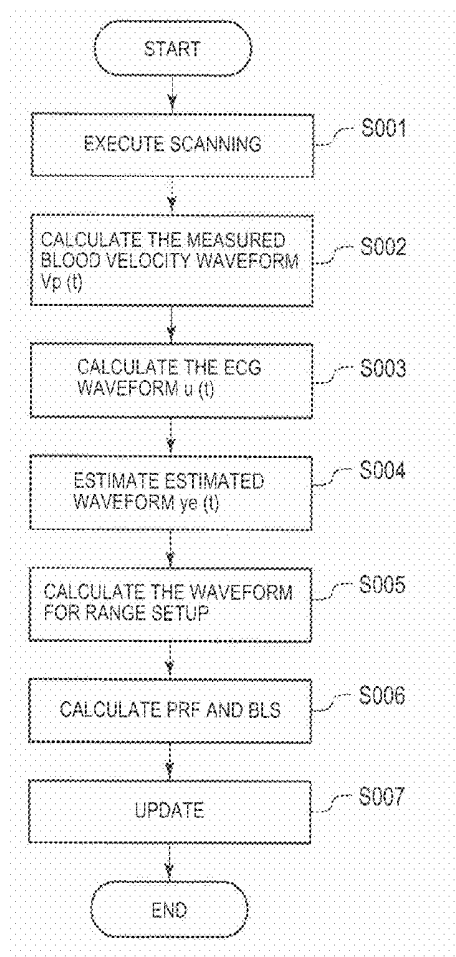 START
EXECUTE SCANNING
S001
CALCULATE THE MEASURED
BLOOD VELOCITY WAVEFORM
Vp (t)
S002
CALCULATE THE ECG
WAVEFORM u (t)
S003
ESTIMATE ESTIMATED
WAVEFORM ye (t)
S004
CALCULATE THE WAVEFORM
FOR RANGE SETUP
S005
CALCULATE PRF AND BLS
S006
UPDATE
S007
END